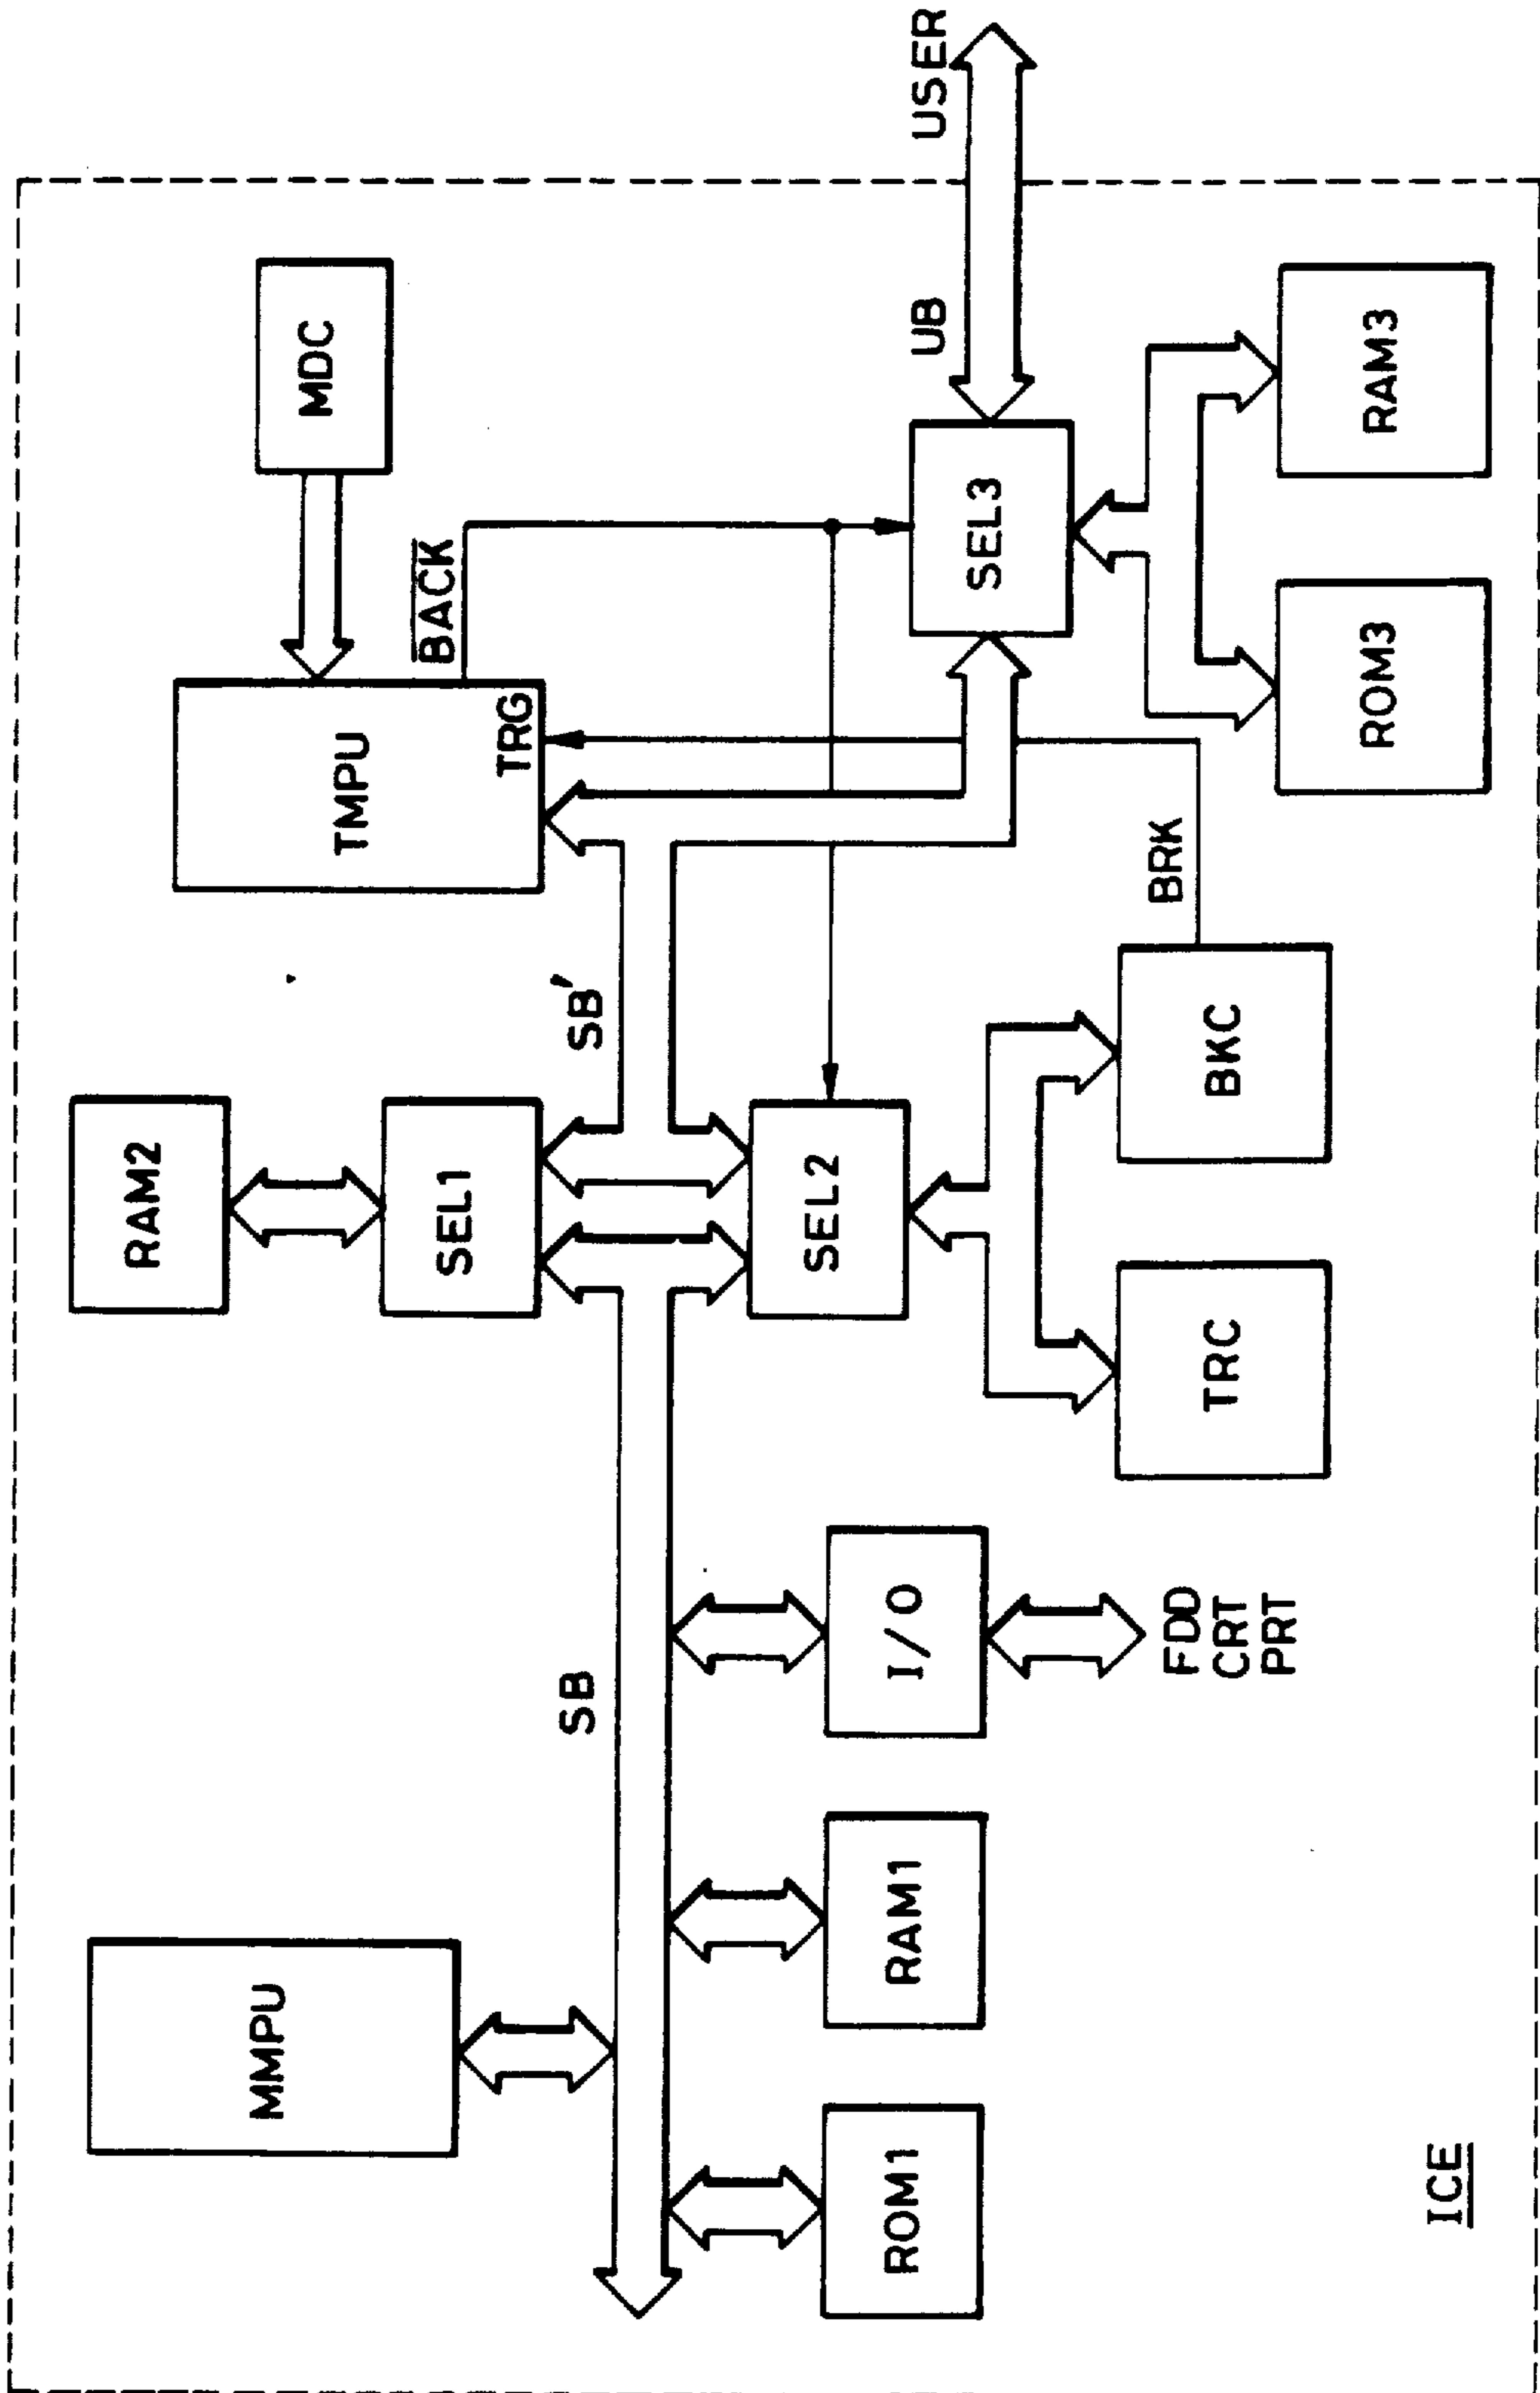 RAM2
MMPU
TMPU
MDC
SEL1
TRG
B̅A̅C̅K̅
SB
SB'
SEL2
ROM1
RAM1
I/O
SEL3
UB
USER
FDD
CRT
PRT
TRC
BKC
BRK
ROM3
RAM3
ICE